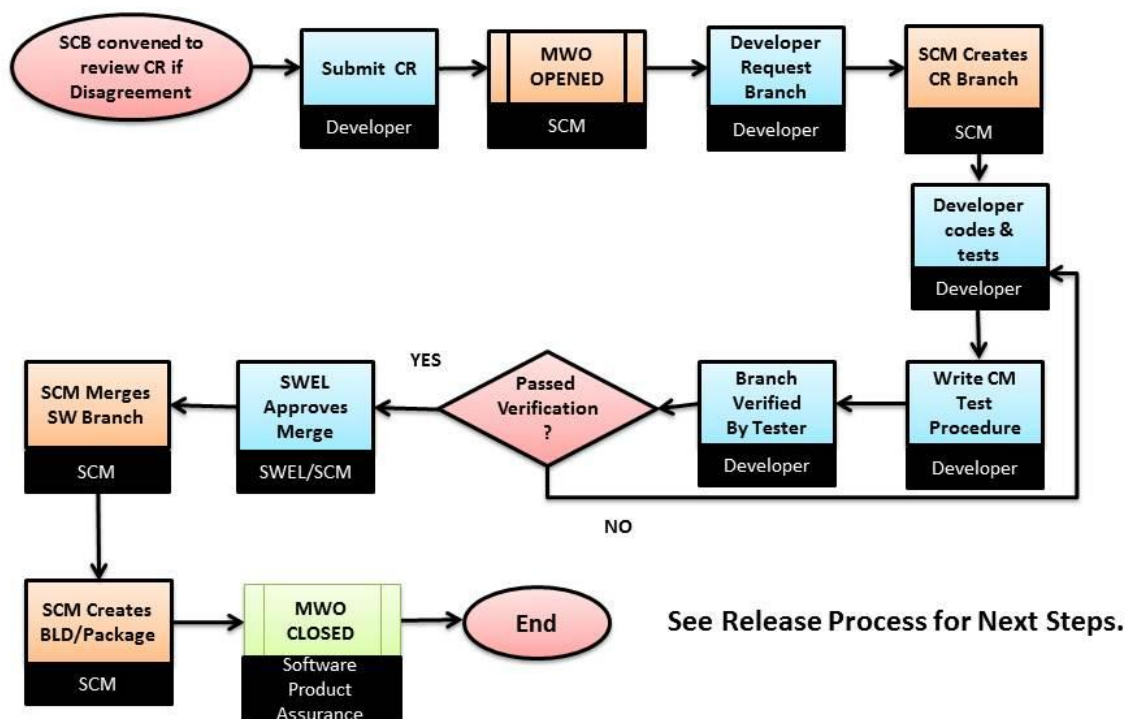 SCB convened to
review CR if
Disagreement
Submit CR
Developer
MWO
OPENED
SCM
Developer
Request
Branch
Developer
SCM Creates
CR Branch
SCM
Developer
codes &
tests
Developer
Write CM
Test
Procedure
Developer
Branch
Verified
By Tester
Developer
Passed
Verification
?
YES
NO
SWEL
Approves
Merge
SWEL/SCM
SCM Merges
SW Branch
SCM
SCM Creates
BLD/Package
SCM
MWO
CLOSED
Software
Product
Assurance
End
See Release Process for Next Steps.